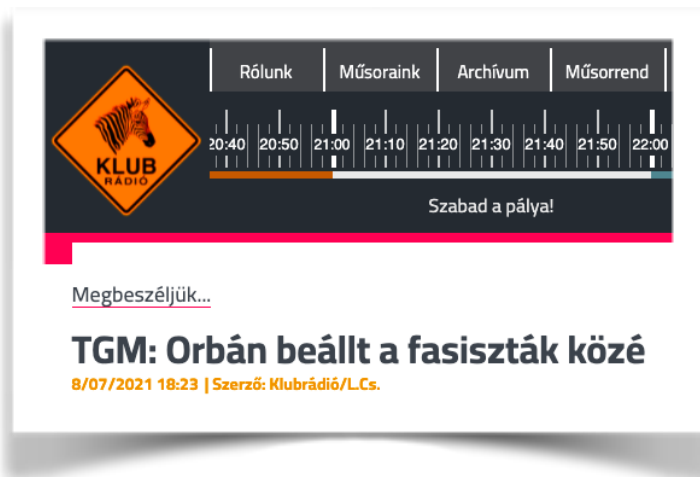 Rólunk Műsoraink Archívum Műsorrend
KLUB
RÁDIÓ
20:40 20:50 21:00 21:10 21:20 21:30 21:40 21:50 22:00
Szabad a pálya!
Megbeszéljük...
TGM: Orbán beállt a fasiszták közé
8/07/2021 18:23 | Szerző: Klubrádió/L.Cs.